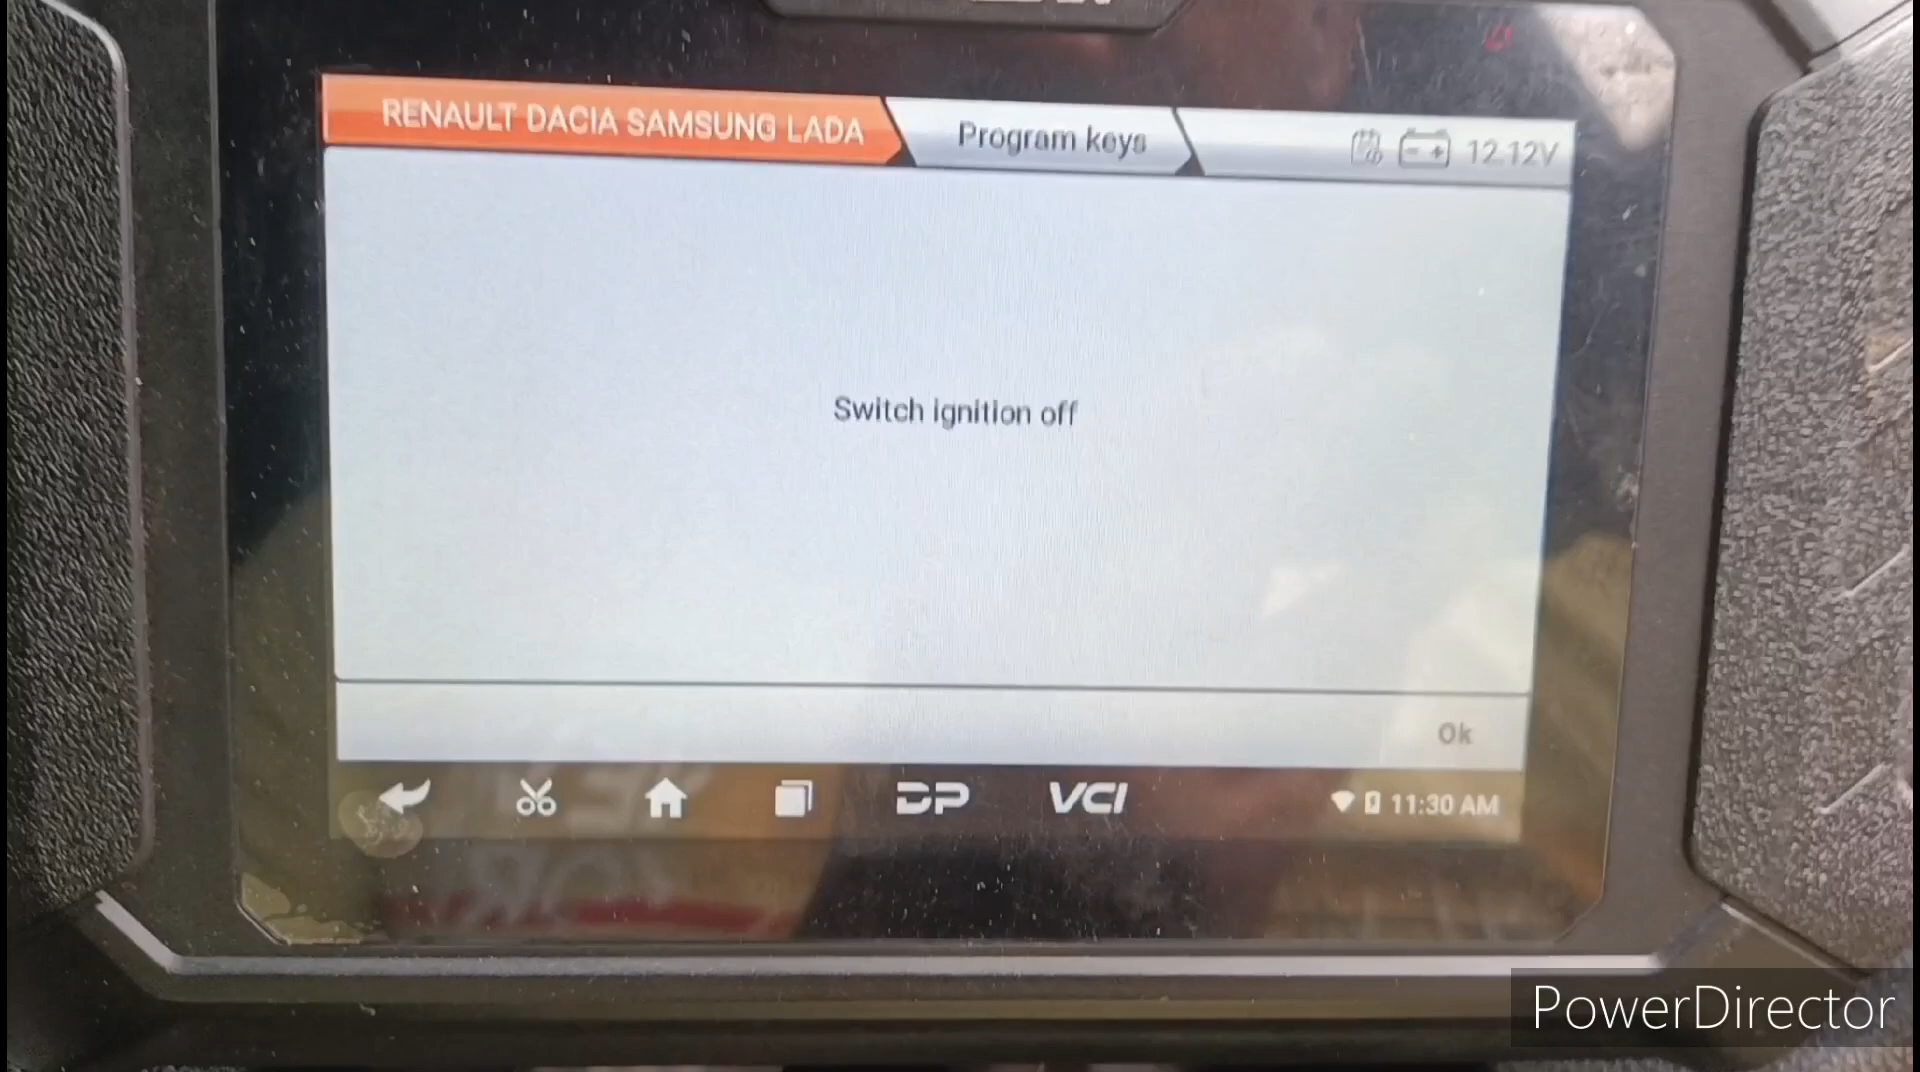 RENAULT DACIA SAMSUNG LADA
Program keys
12.12V
Switch ignition off
Ok
DP
VCI
11:30 AM
PowerDirector